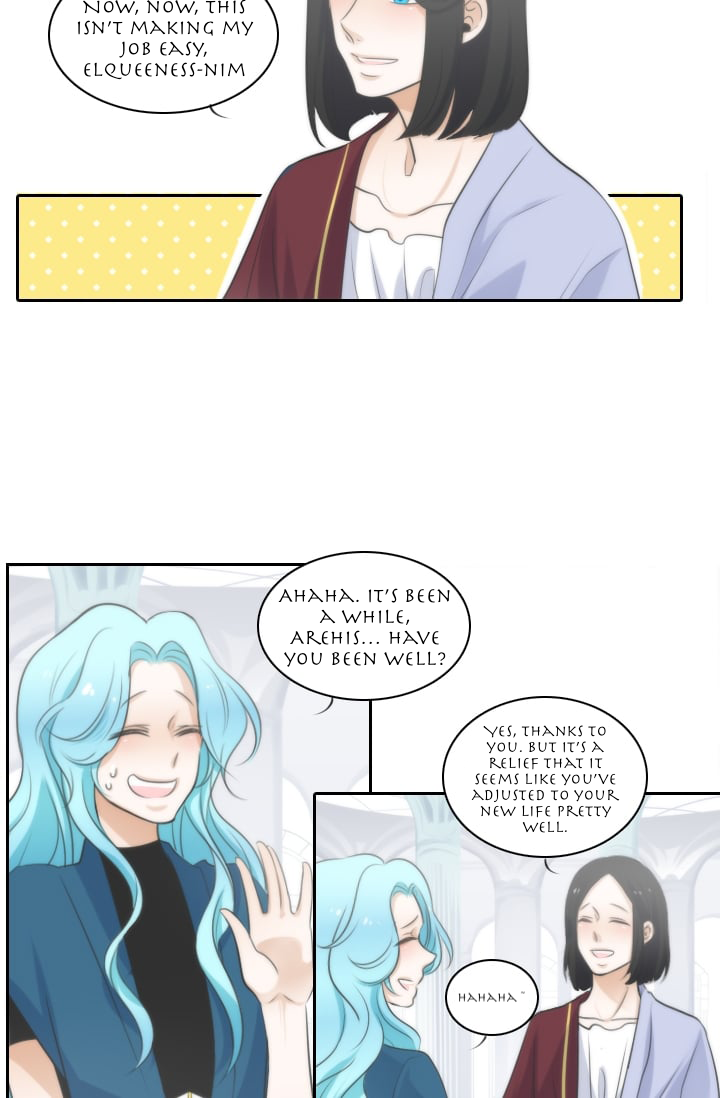 Now, now, this
isn't making my
job easy,
Elqueeness-nim
Ahaha. It's been
a while,
Arehis... Have
you been well?
Yes, thanks to
you. But it's a
relief that it
seems like you've
adjusted to your
new life pretty
well.
Hahaha~